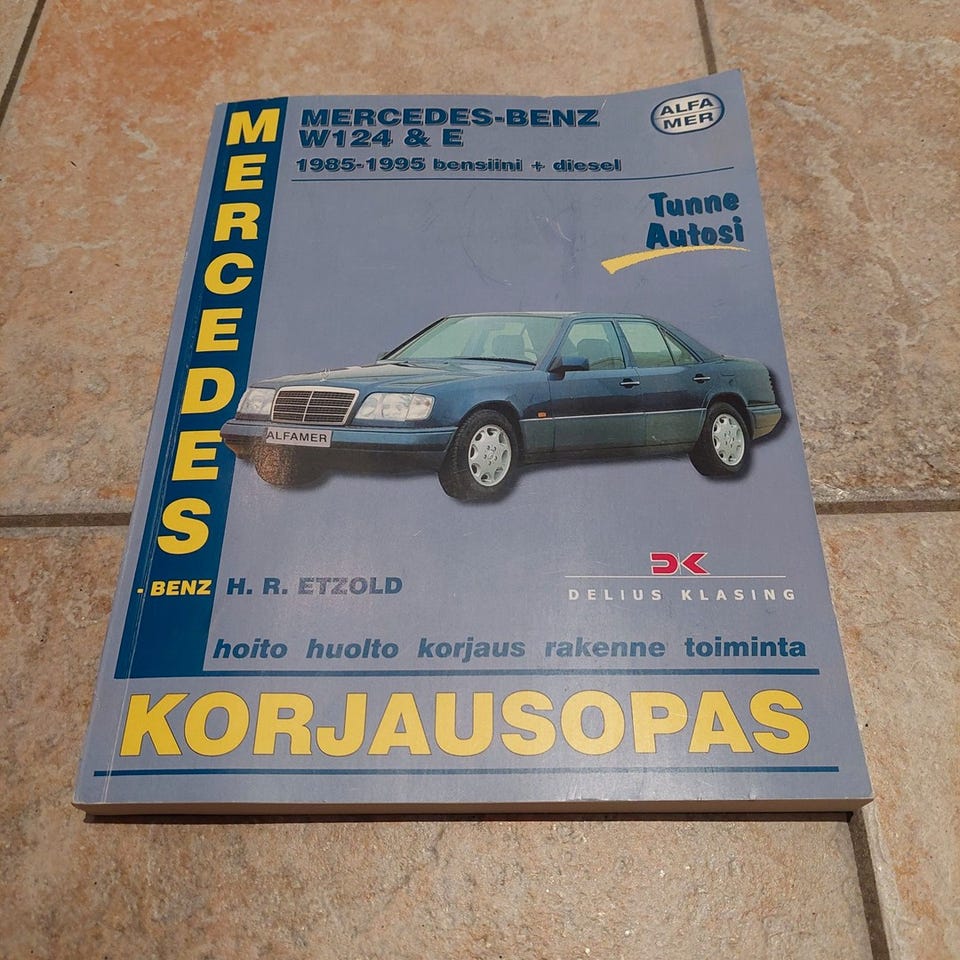 MERCEDES
- BENZ
MERCEDES-BENZ
W124 & E
1985-1995 bensiini + diesel
ALFA
MER
Tunne
Autosi
ALFAMER
H. R. ETZOLD
DK
DELIUS KLASING
hoito huolto korjaus rakenne toiminta
KORJAUSOPAS